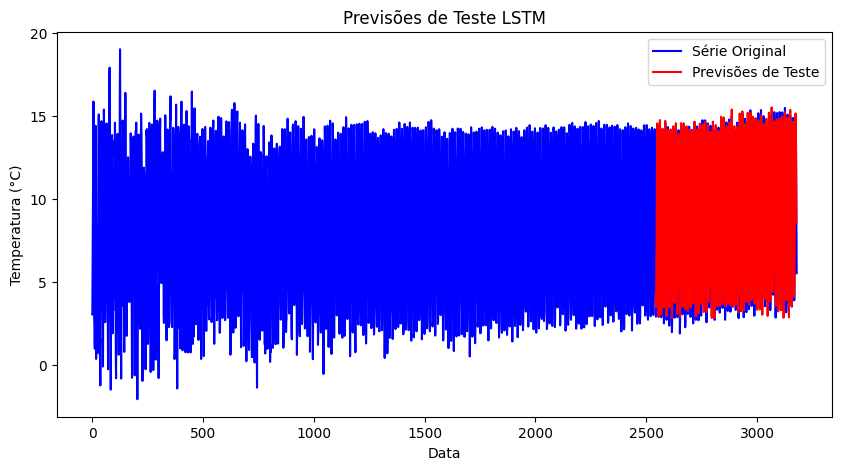 Previsões de Teste LSTM
Série Original
Previsões de Teste
Temperatura (°C)
20
15
10
5
0
0 500 1000 1500 2000 2500 3000
Data